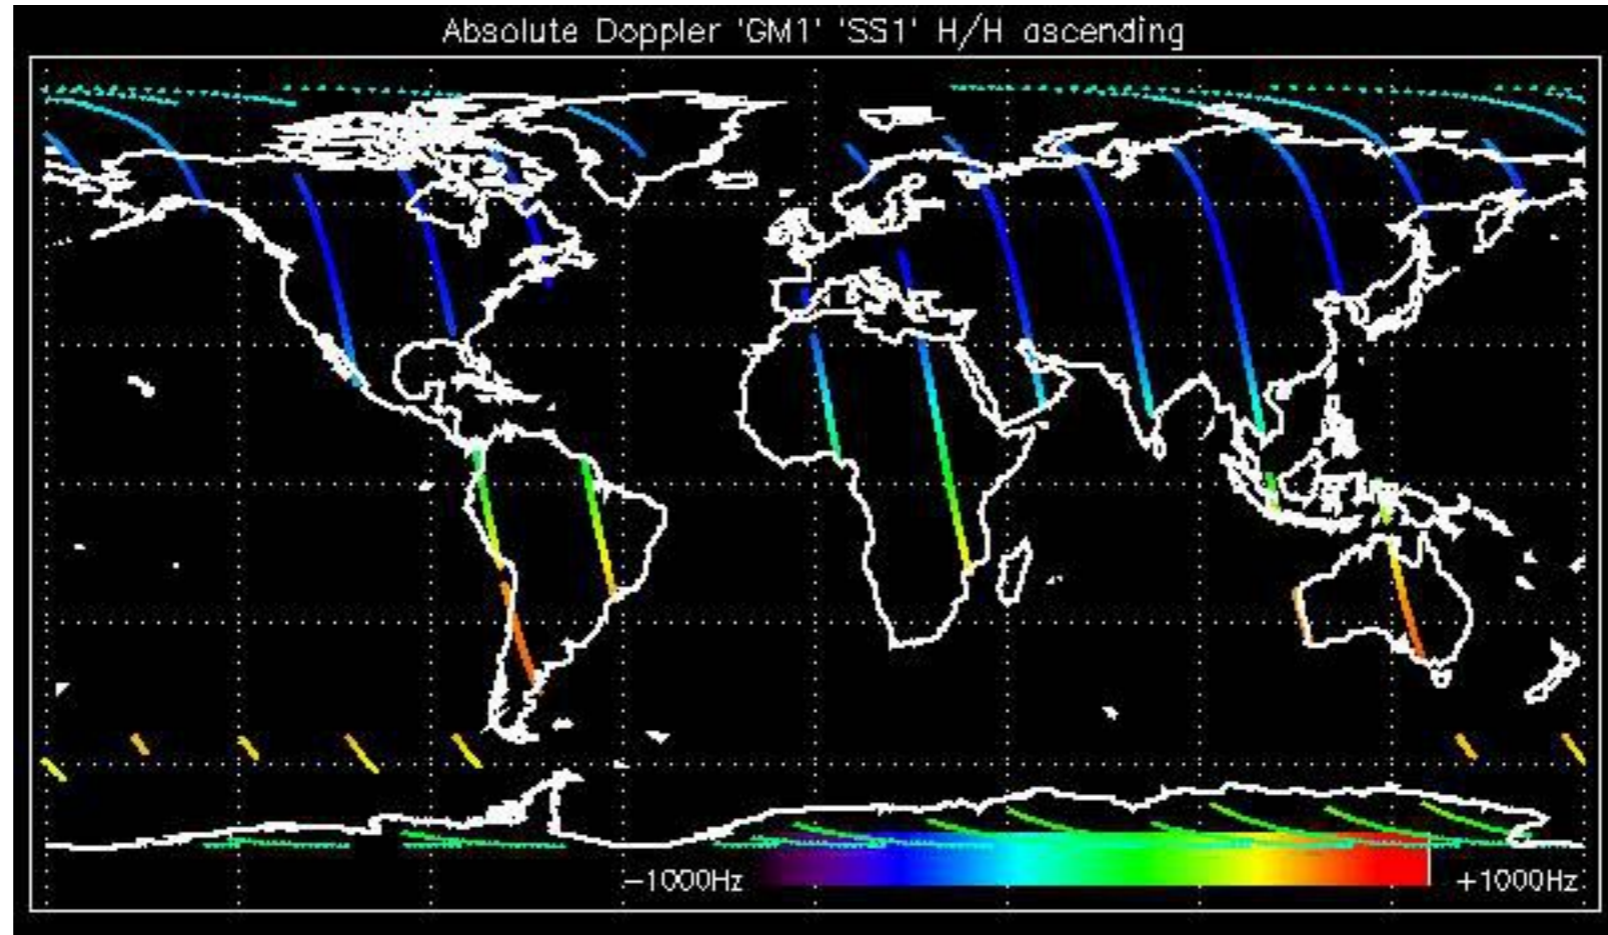 Absolute Doppler 'GM1' 'SS1' H/H ascending
−1000Hz
+1000Hz